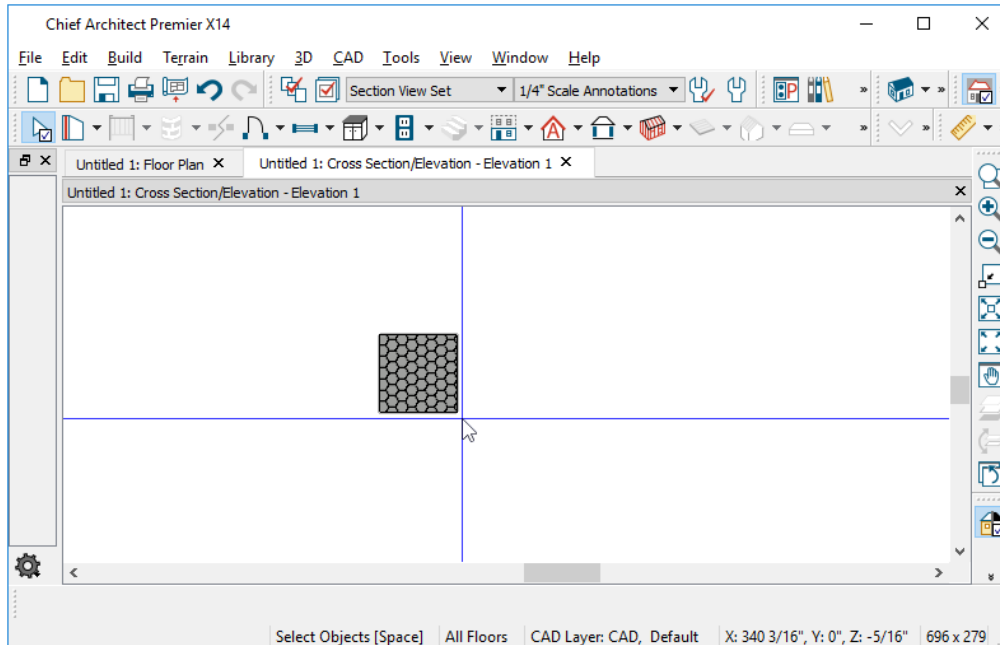 Chief Architect Premier X14
File Edit Build Terrain Library 3D CAD Tools View Window Help
Section View Set 1/4" Scale Annotations
Untitled 1: Floor Plan Untitled 1: Cross Section/Elevation - Elevation 1
Untitled 1: Cross Section/Elevation - Elevation 1
Select Objects [Space] All Floors CAD Layer: CAD, Default X: 340 3/16", Y: 0", Z: -5/16" 696 x 279